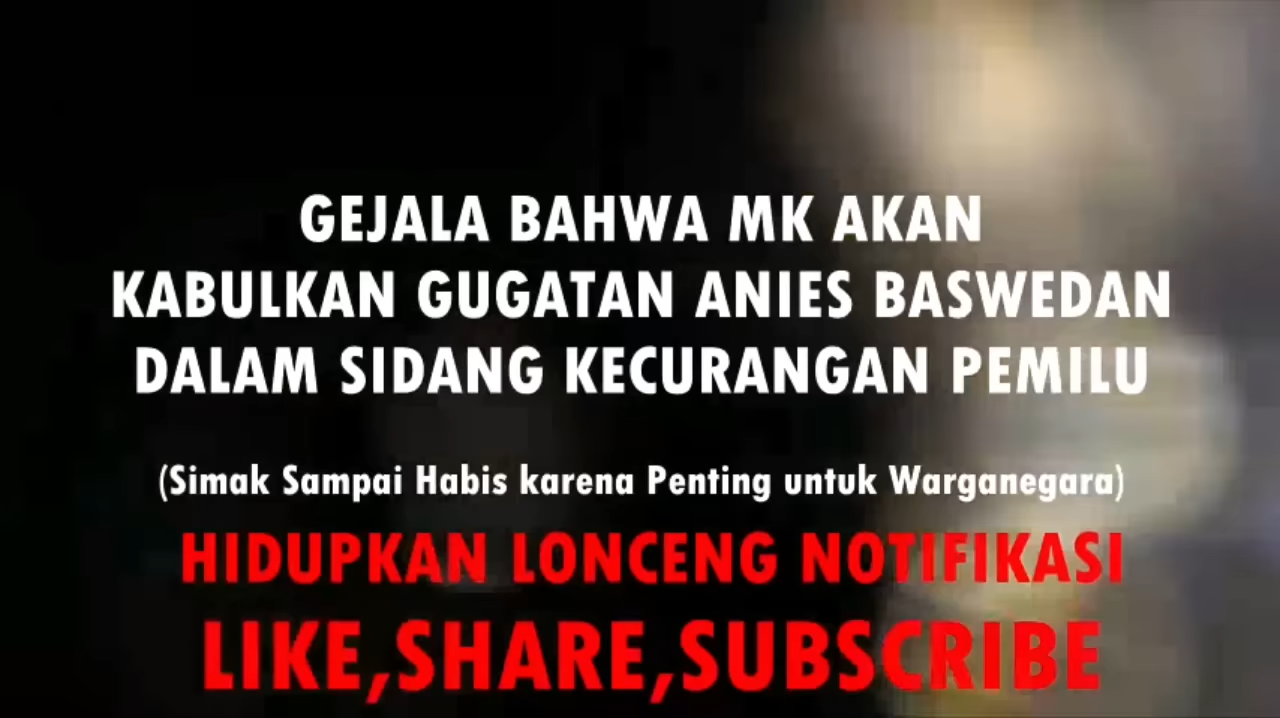 GEJALA BAHWA MK AKAN
KABULKAN GUGATAN ANIES BASWEDAN
DALAM SIDANG KECURANGAN PEMILU
(Simak Sampai Habis karena Penting untuk Warganegara)
HIDUPKAN LONCENG NOTIFIKASI
LIKE,SHARE,SUBSCRIBE